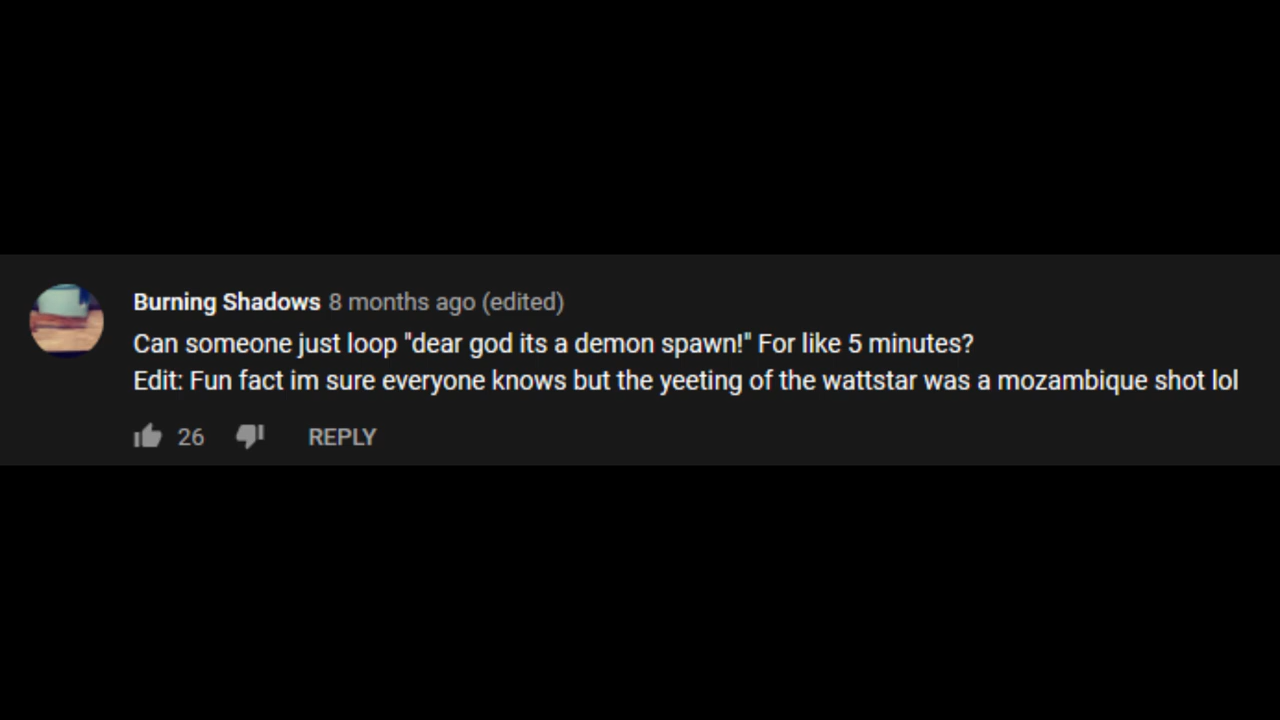 Burning Shadows 8 months ago (edited)
Can someone just loop "dear god its a demon spawn!" For like 5 minutes?
Edit: Fun fact im sure everyone knows but the yeeting of the wattstar was a mozambique shot lol
26 REPLY